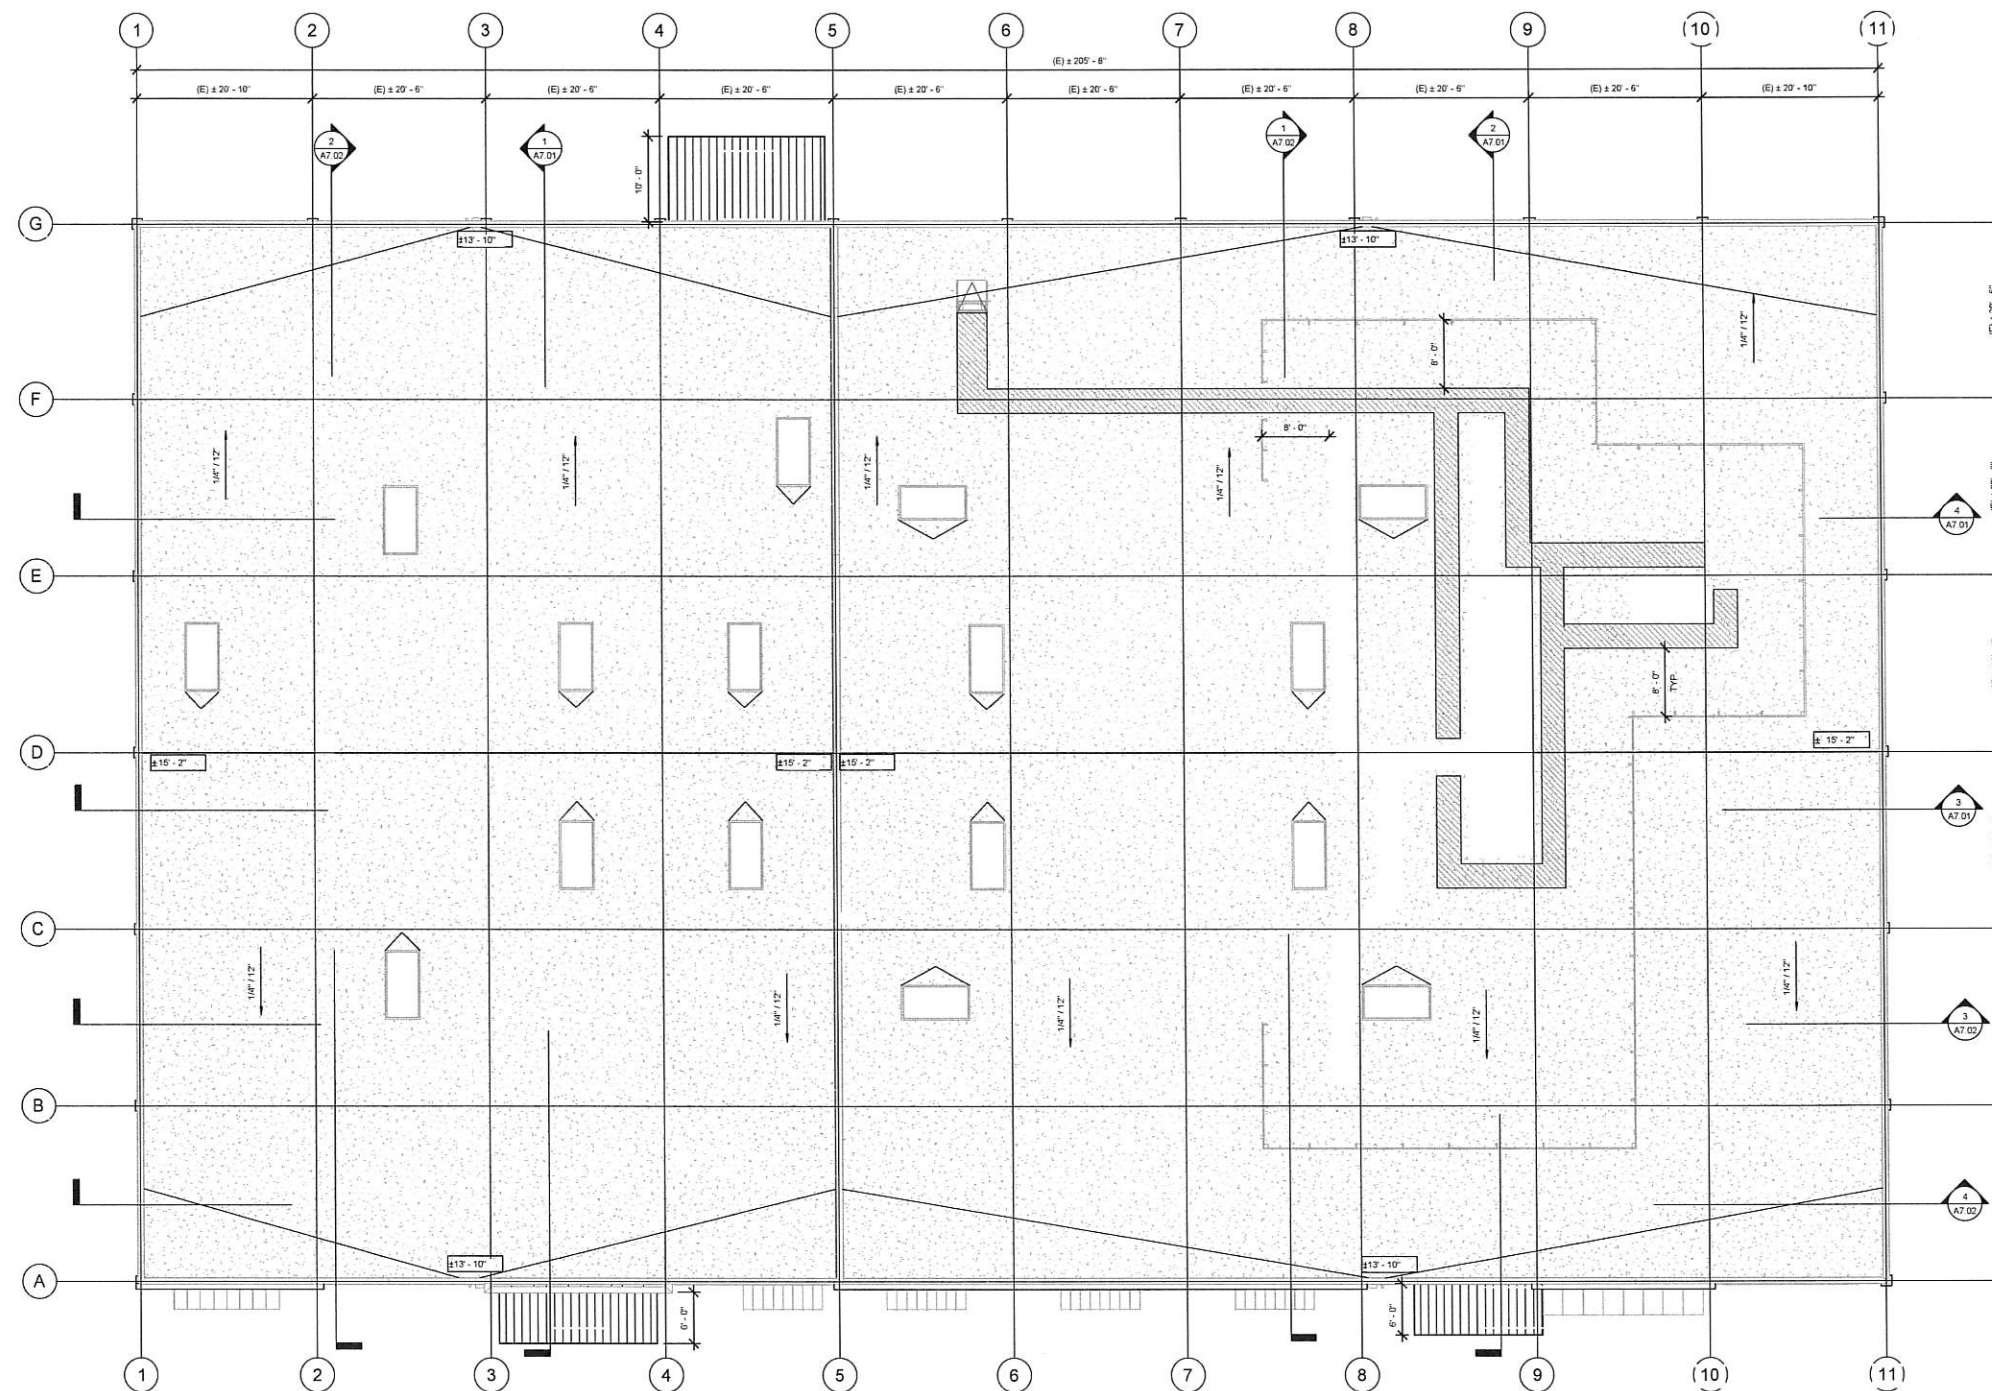 1 2 3 4 5 6 7 8 9 (10) (11)
(E) ± 205' - 8"
(E) ± 20' - 10" (E) ± 20' - 6" (E) ± 20' - 6" (E) ± 20' - 6" (E) ± 20' - 6" (E) ± 20' - 6" (E) ± 20' - 6" (E) ± 20' - 6" (E) ± 20' - 6" (E) ± 20' - 10"
2
A7.02
1
A7.01
1
A7.02
2
A7.01
10' - 0"
G
±13' - 10"
±13' - 10"
1/4" / 12"
8' - 0"
F
8' - 0"
1/4" / 12"
1/4" / 12"
1/4" / 12"
1/4" / 12"
4
A7.01
E
8' - 0"
TYP.
D
±15' - 2"
±15' - 2"
±15' - 2"
± 15' - 2"
3
A7.01
C
1/4" / 12"
1/4" / 12"
1/4" / 12"
1/4" / 12"
1/4" / 12"
3
A7.02
B
4
A7.02
±13' - 10"
±13' - 10"
A
6' - 0"
6' - 0"
1 2 3 4 5 6 7 8 9 (10) (11)